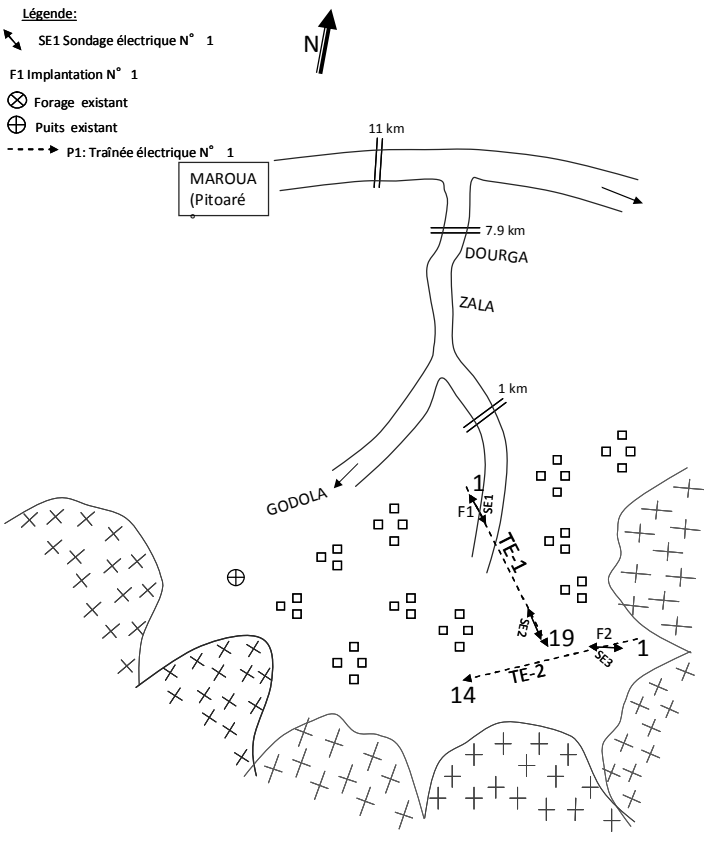 Légende:
SE1 Sondage électrique N° 1
F1 Implantation N° 1
Forage existant
Puits existant
P1: Traînée électrique N° 1
N
11 km
MAROUA
(Pitoaré
7.9 km
DOURGA
ZALA
1 km
GODOLA
1
F1
SE1
TE-1
SE2
19
F2
1
SE3
TE-2
14